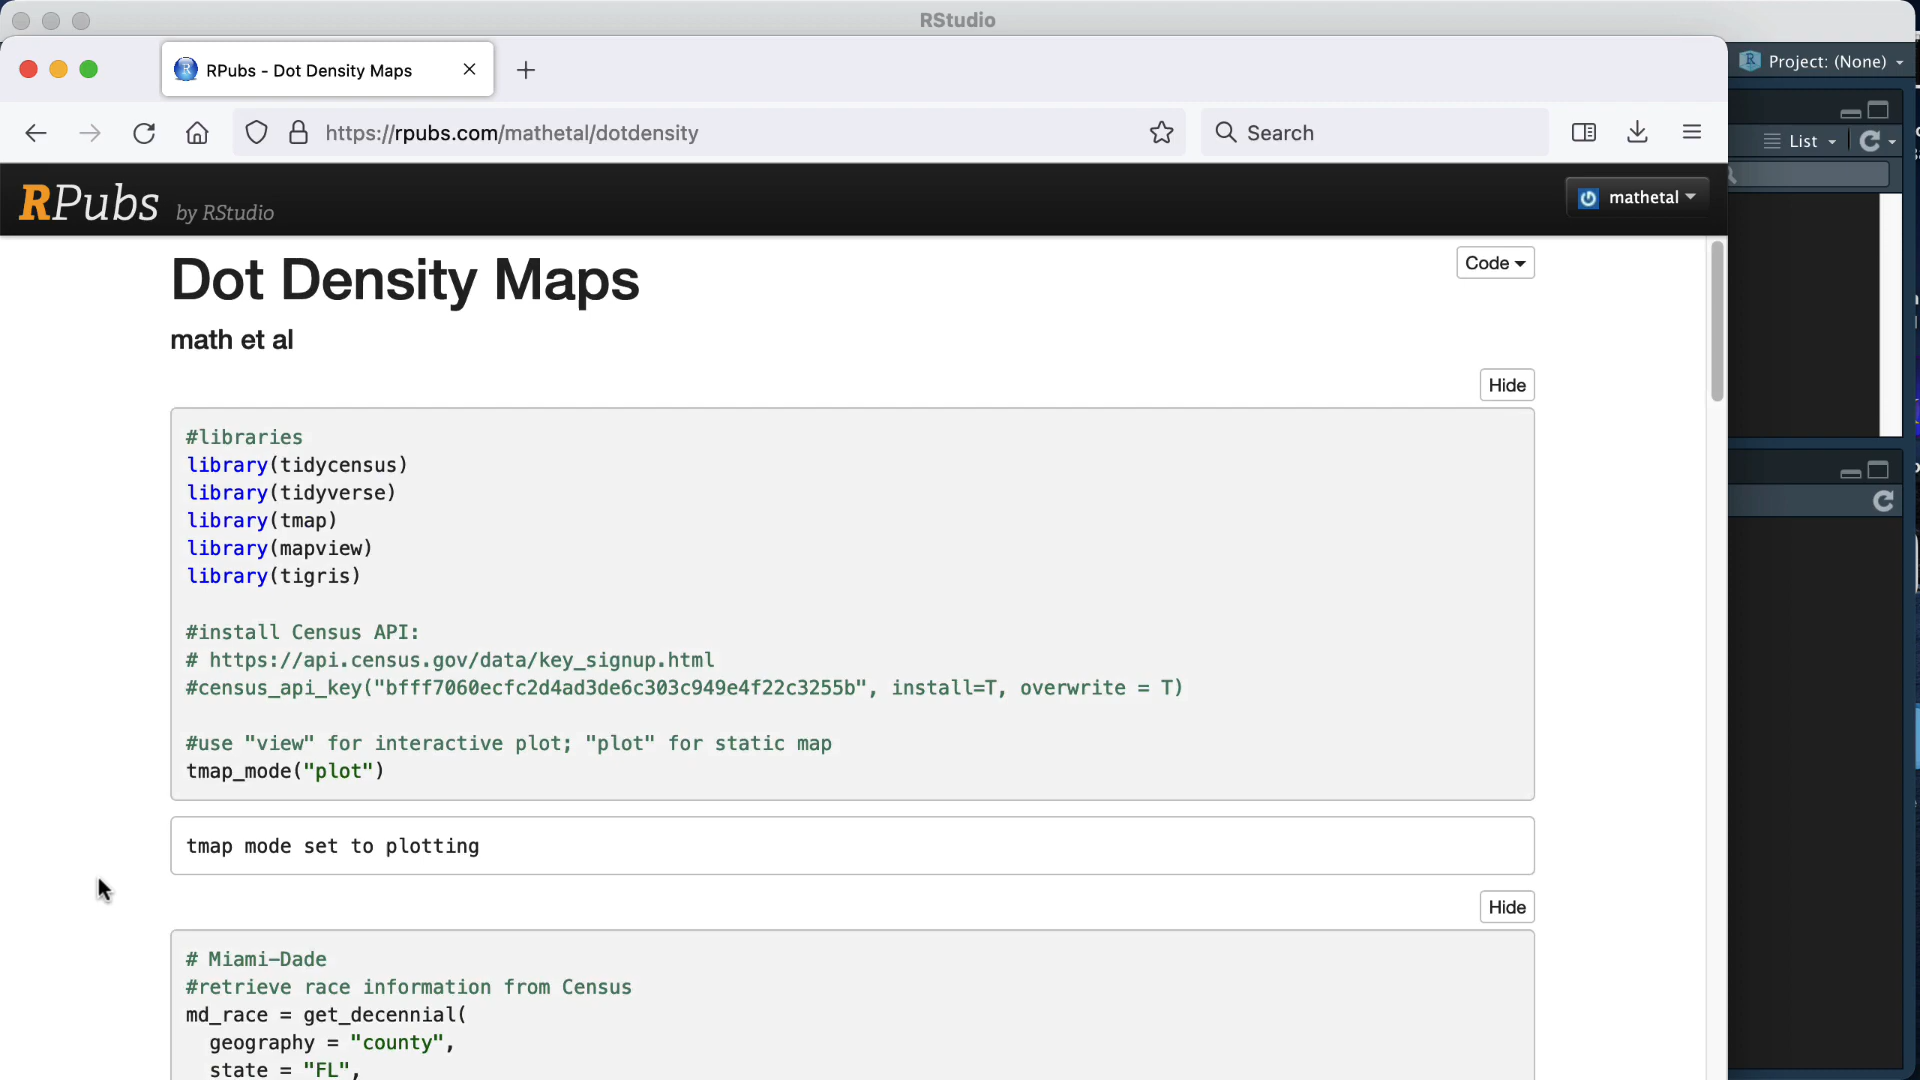 RStudio
RPubs - Dot Density Maps
Project: (None)
https://rpubs.com/mathetal/dotdensity
Search
List
RPubs by RStudio
mathetal
Dot Density Maps
Code
math et al
Hide
#libraries
library(tidycensus)
library(tidyverse)
library(tmap)
library(mapview)
library(tigris)
#install Census API:
# https://api.census.gov/data/key_signup.html
#census_api_key("bfff7060ecfc2d4ad3de6c303c949e4f22c3255b", install=T, overwrite = T)
#use "view" for interactive plot; "plot" for static map
tmap_mode("plot")
tmap mode set to plotting
Hide
# Miami-Dade
#retrieve race information from Census
md_race = get_decennial(
geography = "county",
state = "FL",